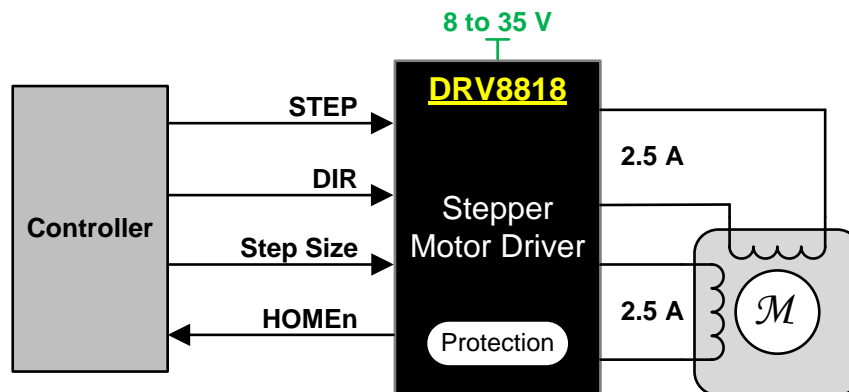 8 to 35 V
DRV8818
STEP
2.5 A
DIR
Controller
Stepper
Motor Driver
Step Size
HOMEn
2.5 A
M
Protection